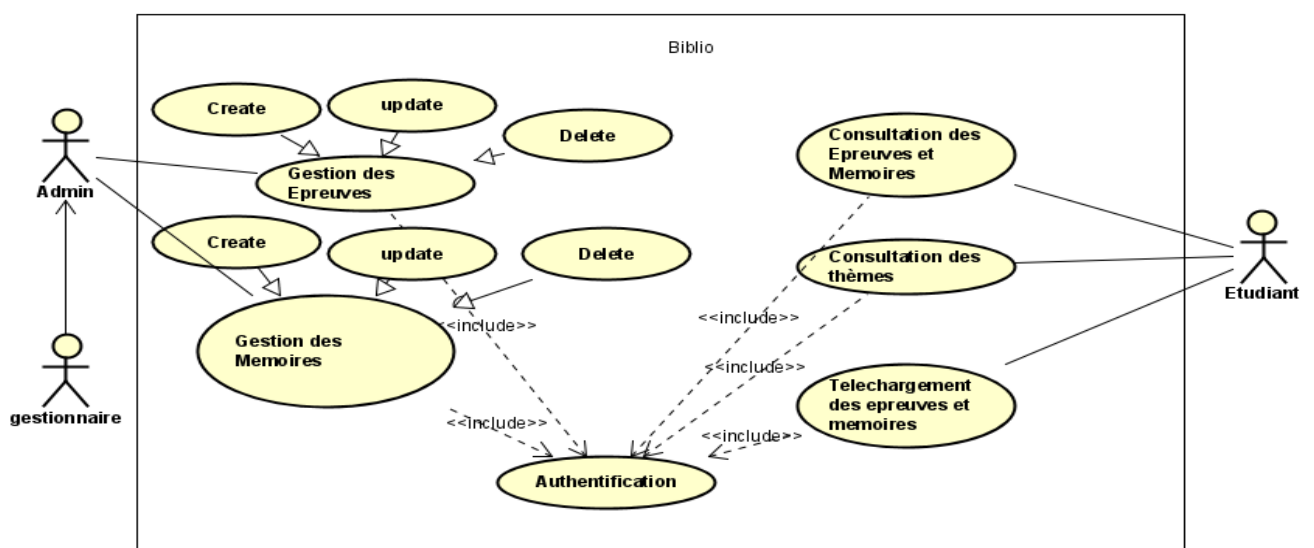 Biblio
Create
update
Delete
Admin
Gestion des
Epreuves
Create
update
Delete
Gestion des
Memoires
gestionnaire
Consultation des
Epreuves et
Memoires
Consultation des
thèmes
Telechargement
des epreuves et
memoires
Etudiant
<<include>>
<<include>>
<<include>>
<<include>>
<<include>>
Authentification